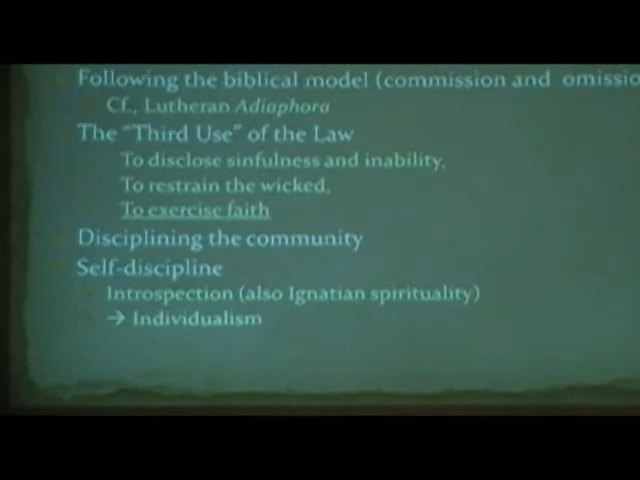 Following the biblical model (commission and omissio
Cf., Lutheran Adiaphora
The "Third Use" of the Law
To disclose sinfulness and inability,
To restrain the wicked,
To exercise faith
Disciplining the community
Self-discipline
Introspection (also Ignatian spirituality)
→ Individualism